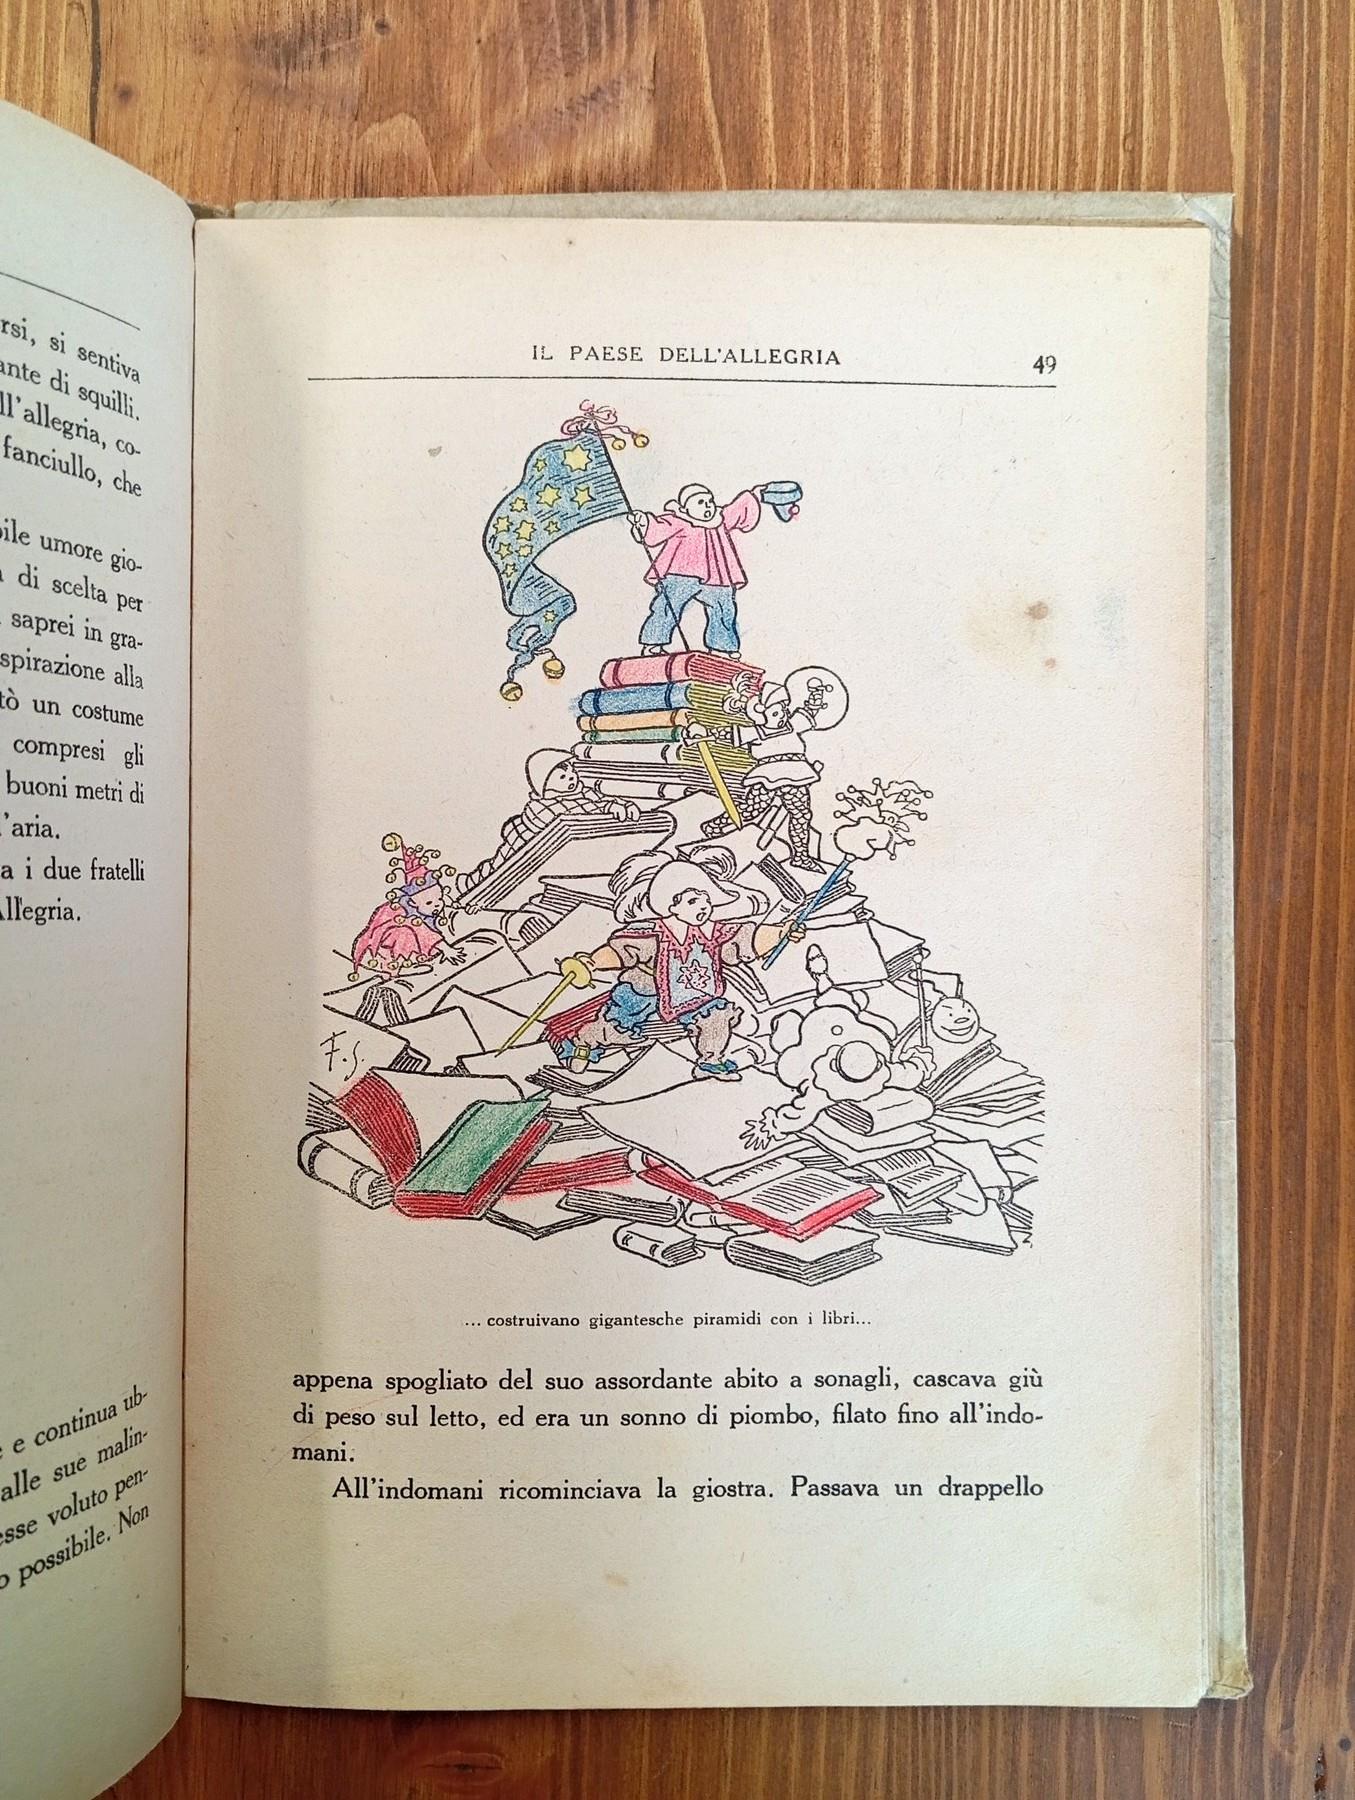 rsi, si sentiva
ante di squilli.
ll'allegria, co-
fanciullo, che
bile umore gio-
a di scelta per
saprei in gra-
spirazione alla
tò un costume
compresi gli
buoni metri di
l'aria.
a i due fratelli
Allegria.
e continua ub-
alle sue malin-
esse voluto pen-
o possibile. Non
IL PAESE DELL'ALLEGRIA 49
F.S.
... costruivano gigantesche piramidi con i libri...
appena spogliato del suo assordante abito a sonagli, cascava giù
di peso sul letto, ed era un sonno di piombo, filato fino all'indo-
mani.
All'indomani ricominciava la giostra. Passava un drappello